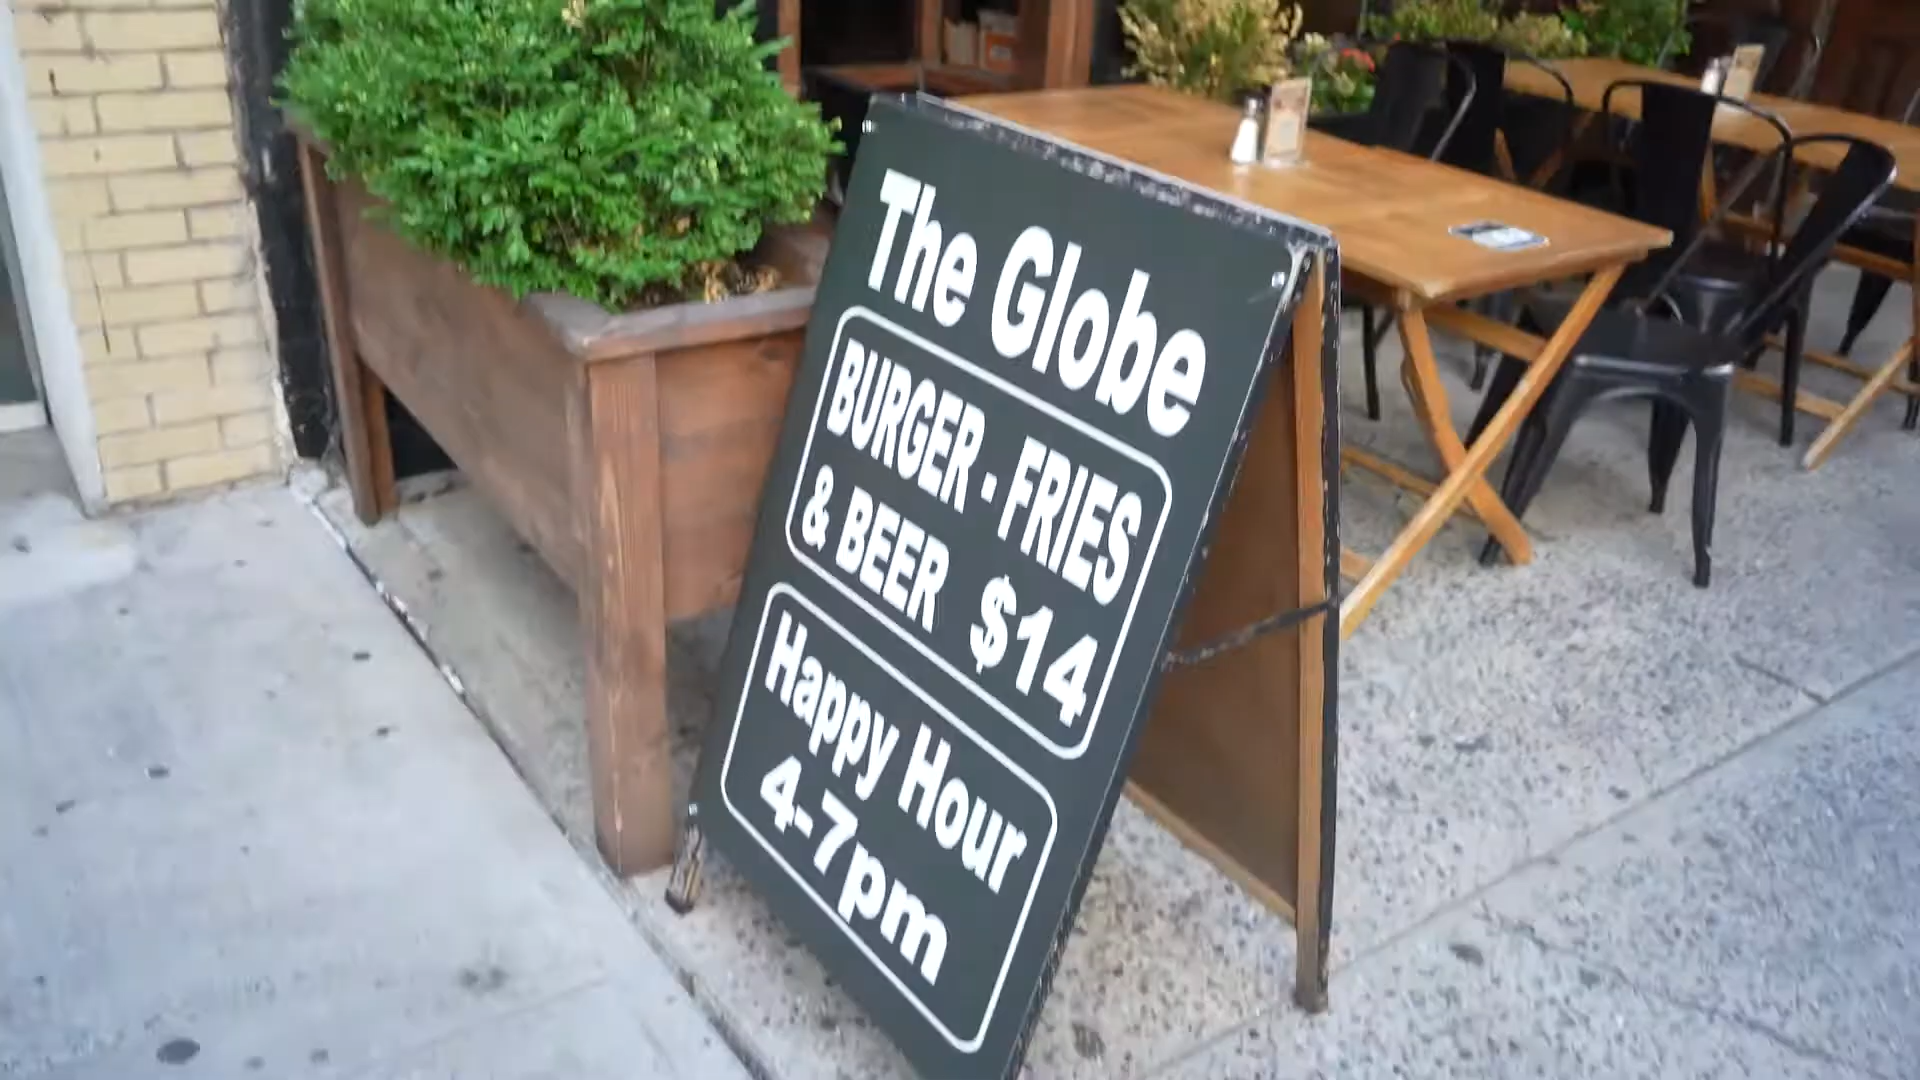 The Globe
BURGER - FRIES
& BEER $14
Happy Hour
4-7pm